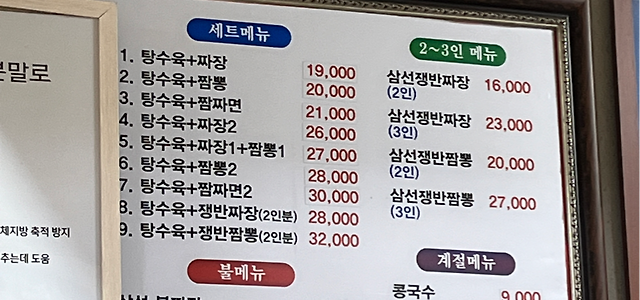 말로
체지방 축적 방지
추는데 도움
세트메뉴
1. 탕수육+짜장 19,000
2. 탕수육+짬뽕 20,000
3. 탕수육+짬짜면 21,000
4. 탕수육+짜장2 26,000
5. 탕수육+짜장1+짬뽕1 27,000
6. 탕수육+짬뽕2 28,000
7. 탕수육+짬짜면2 30,000
8. 탕수육+쟁반짜장(2인분) 28,000
9. 탕수육+쟁반짬뽕(2인분) 32,000
불메뉴
2~3인 메뉴
삼선쟁반짜장 16,000
(2인)
삼선쟁반짜장 23,000
(3인)
삼선쟁반짬뽕 20,000
(2인)
삼선쟁반짬뽕 27,000
(3인)
계절메뉴
콩국수 9,000